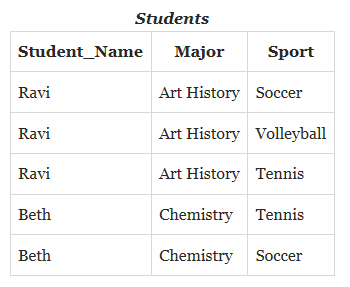 Students
Student_Name Major Sport
Ravi Art History Soccer
Ravi Art History Volleyball
Ravi Art History Tennis
Beth Chemistry Tennis
Beth Chemistry Soccer